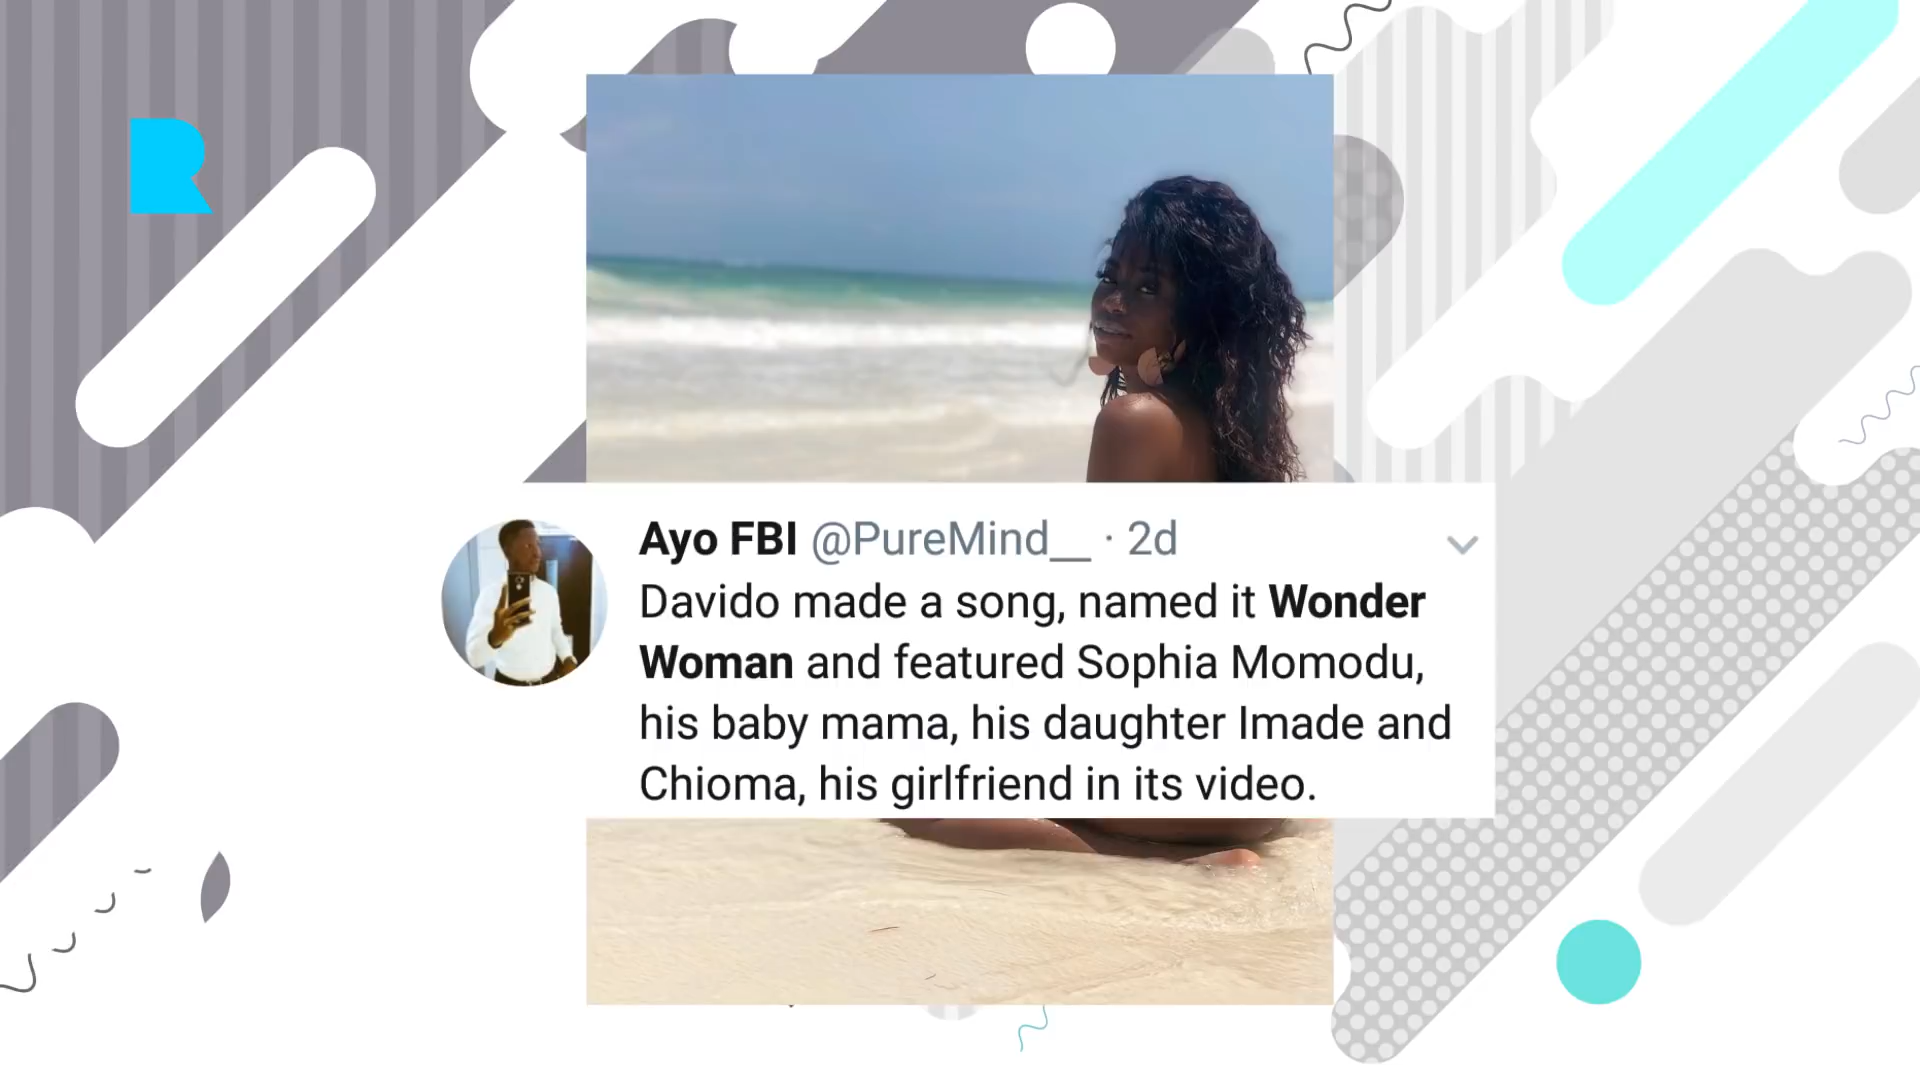 R
Ayo FBI @PureMind__ · 2d
Davido made a song, named it Wonder
Woman and featured Sophia Momodu,
his baby mama, his daughter Imade and
Chioma, his girlfriend in its video.